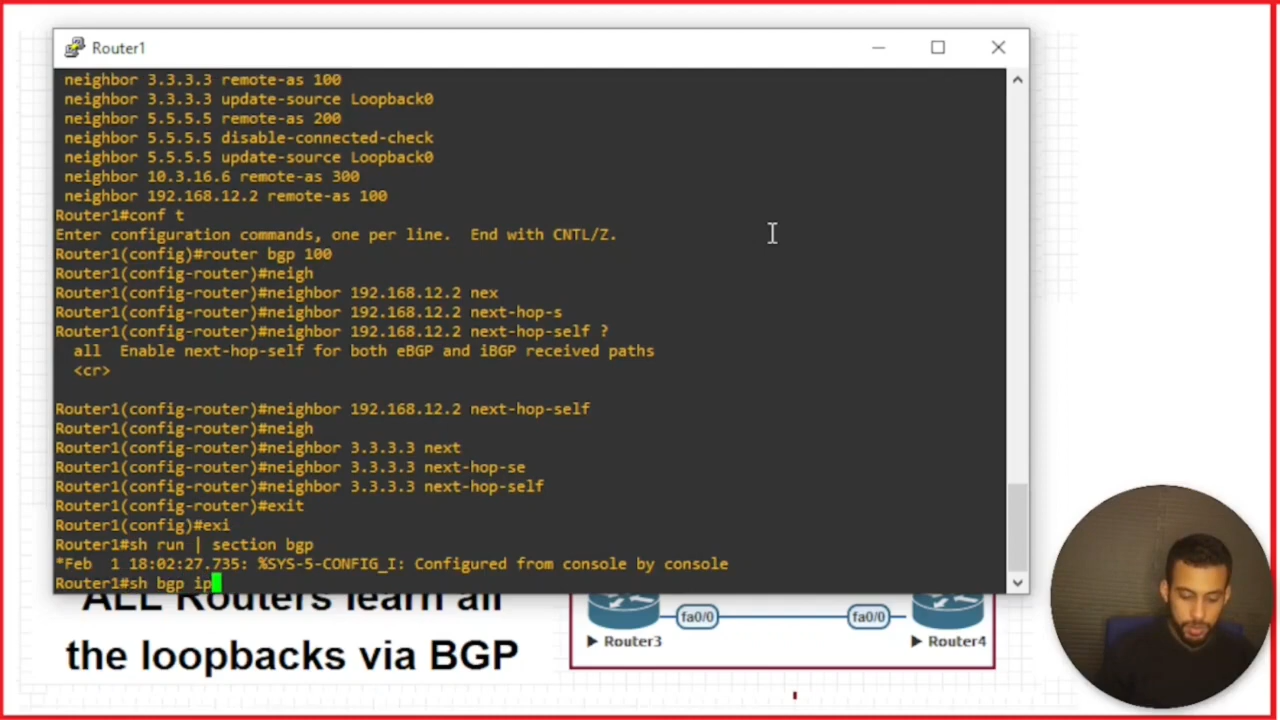 Router1
neighbor 3.3.3.3 remote-as 100
neighbor 3.3.3.3 update-source Loopback0
neighbor 5.5.5.5 remote-as 200
neighbor 5.5.5.5 disable-connected-check
neighbor 5.5.5.5 update-source Loopback0
neighbor 10.3.16.6 remote-as 300
neighbor 192.168.12.2 remote-as 100
Router1#conf t
Enter configuration commands, one per line.  End with CNTL/Z.
Router1(config)#router bgp 100
Router1(config-router)#neigh
Router1(config-router)#neighbor 192.168.12.2 nex
Router1(config-router)#neighbor 192.168.12.2 next-hop-s
Router1(config-router)#neighbor 192.168.12.2 next-hop-self ?
all  Enable next-hop-self for both eBGP and iBGP received paths
<cr>
Router1(config-router)#neighbor 192.168.12.2 next-hop-self
Router1(config-router)#neigh
Router1(config-router)#neighbor 3.3.3.3 next
Router1(config-router)#neighbor 3.3.3.3 next-hop-se
Router1(config-router)#neighbor 3.3.3.3 next-hop-self
Router1(config-router)#exit
Router1(config)#exi
Router1#sh run | section bgp
*Feb  1 18:02:27.735: %SYS-5-CONFIG_I: Configured from console by console
Router1#sh bgp ip
ALL Routers learn all
the loopbacks via BGP
fa0/0
fa0/0
Router3
Router4